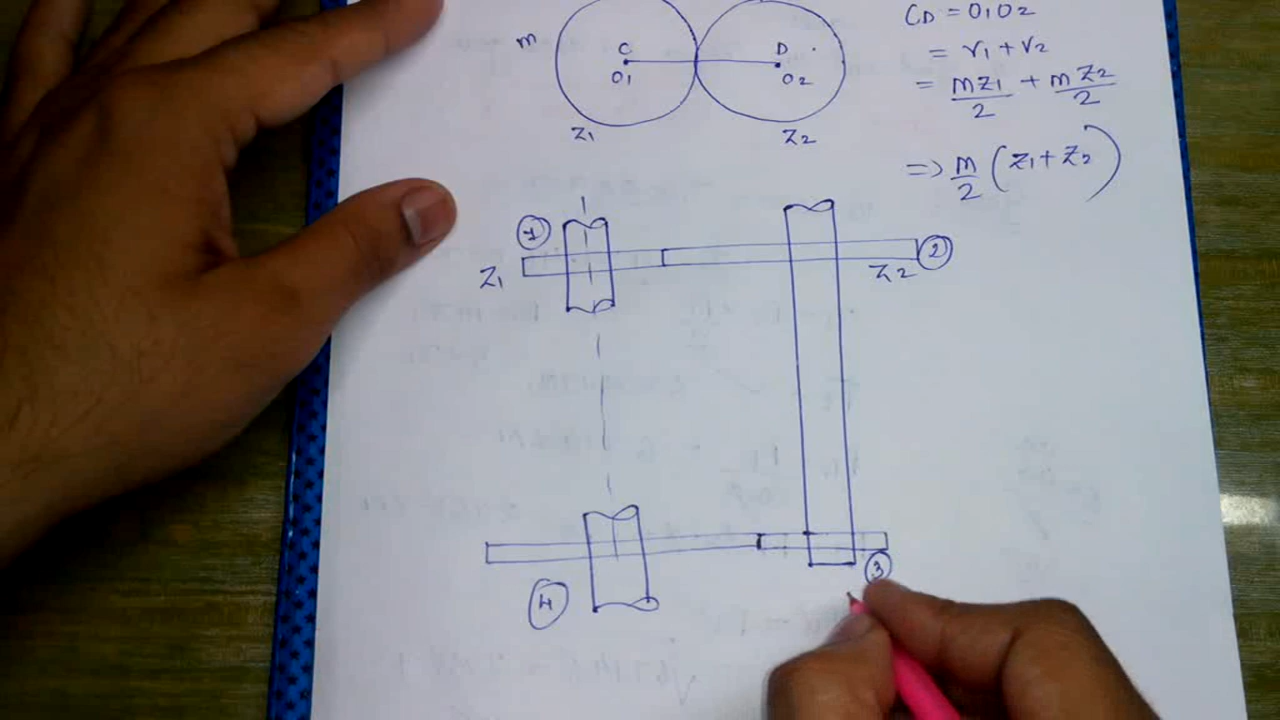 CD = O1O2
= r1 + r2
= mZ1/2 + mZ2/2
=> m/2 (Z1 + Z2)
m
C
D
O1
O2
Z1
Z2
1
2
Z1
Z2
3
4